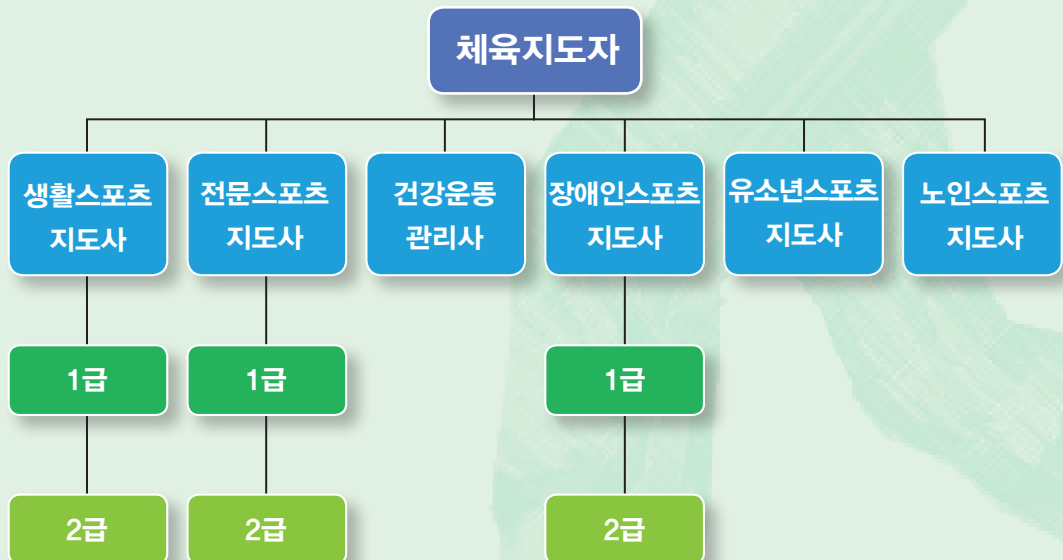 체육지도자
생활스포츠
지도사
전문스포츠
지도사
건강운동
관리사
장애인스포츠
지도사
유소년스포츠
지도사
노인스포츠
지도사
1급
1급
1급
2급
2급
2급